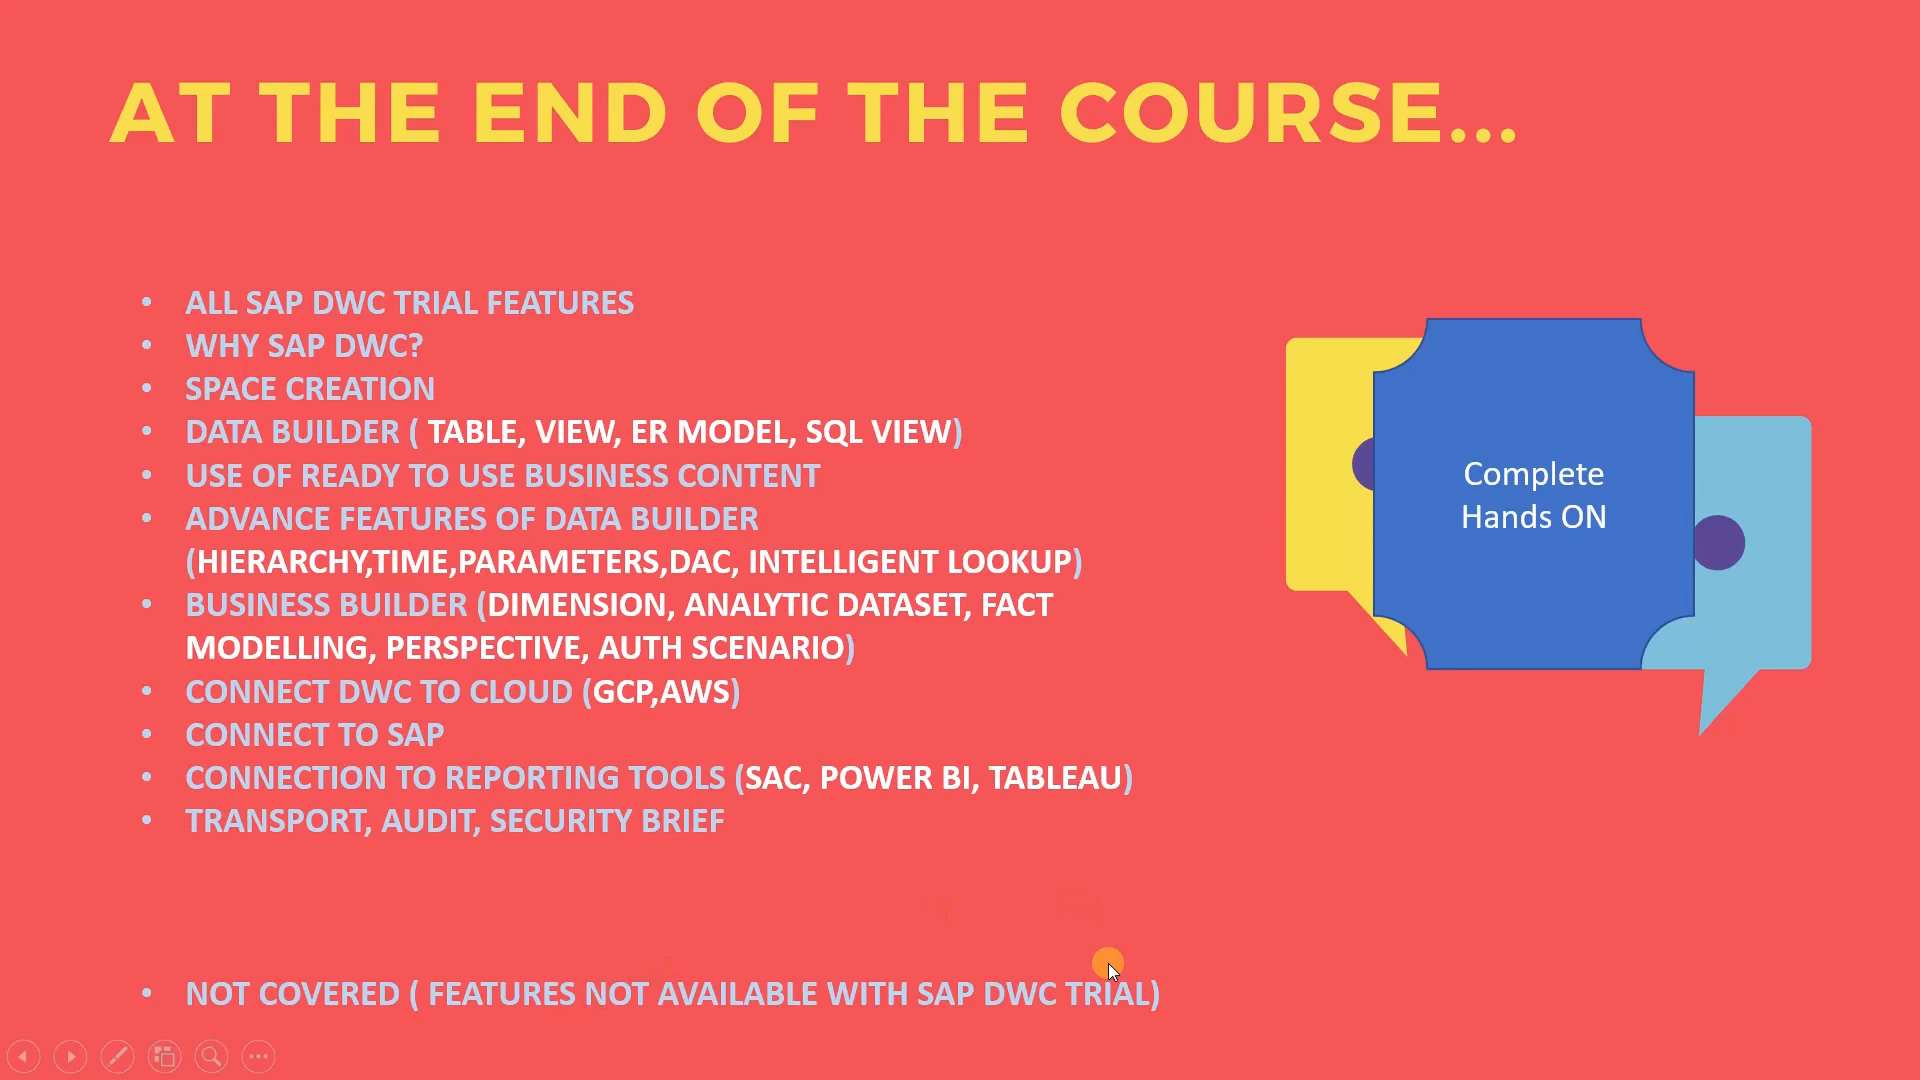 AT THE END OF THE COURSE...
• ALL SAP DWC TRIAL FEATURES
• WHY SAP DWC?
• SPACE CREATION
• DATA BUILDER ( TABLE, VIEW, ER MODEL, SQL VIEW)
• USE OF READY TO USE BUSINESS CONTENT
• ADVANCE FEATURES OF DATA BUILDER
(HIERARCHY,TIME,PARAMETERS,DAC, INTELLIGENT LOOKUP)
• BUSINESS BUILDER (DIMENSION, ANALYTIC DATASET, FACT
MODELLING, PERSPECTIVE, AUTH SCENARIO)
• CONNECT DWC TO CLOUD (GCP,AWS)
• CONNECT TO SAP
• CONNECTION TO REPORTING TOOLS (SAC, POWER BI, TABLEAU)
• TRANSPORT, AUDIT, SECURITY BRIEF
• NOT COVERED ( FEATURES NOT AVAILABLE WITH SAP DWC TRIAL)
Complete
Hands ON